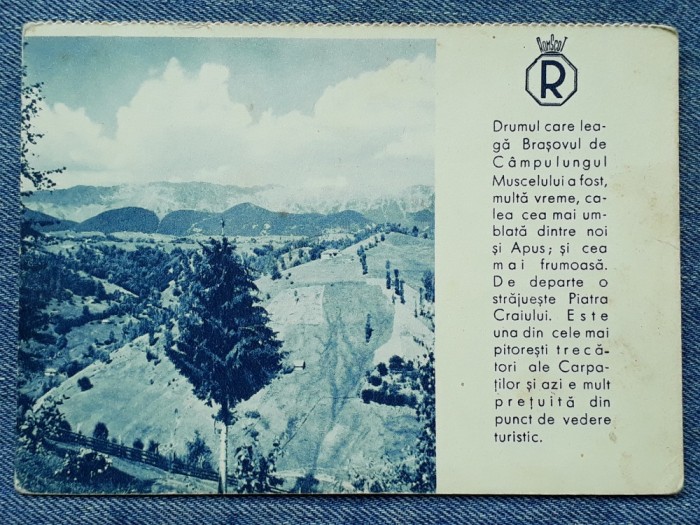 ROMSCOT
R
Drumul care lea-
gă Brașovul de
Câmpulungul
Muscelului a fost,
multă vreme, ca-
lea cea mai um-
blată dintre noi
și Apus; și cea
mai frumoasă.
De departe o
străjuește Piatra
Craiului. Este
una din cele mai
pitorești trecă-
tori ale Carpa-
ților și azi e mult
prețuită din
punct de vedere
turistic.